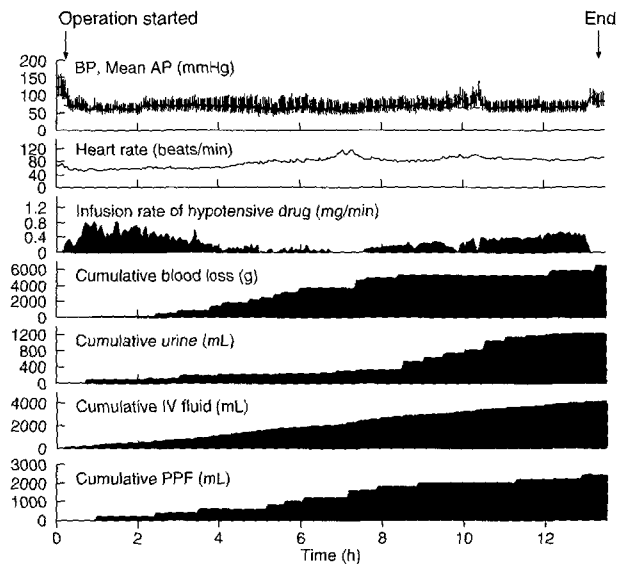 Operation started End
200
150
100
50
0
BP, Mean AP (mmHg)
120
80
40
0
Heart rate (beats/min)
1.2
0.8
0.4
0
Infusion rate of hypotensive drug (mg/min)
6000
4000
2000
0
Cumulative blood loss (g)
1200
800
400
0
Cumulative urine (mL)
4000
2000
0
Cumulative IV fluid (mL)
3000
2000
1000
0
Cumulative PPF (mL)
0 2 4 6 8 10 12
Time (h)